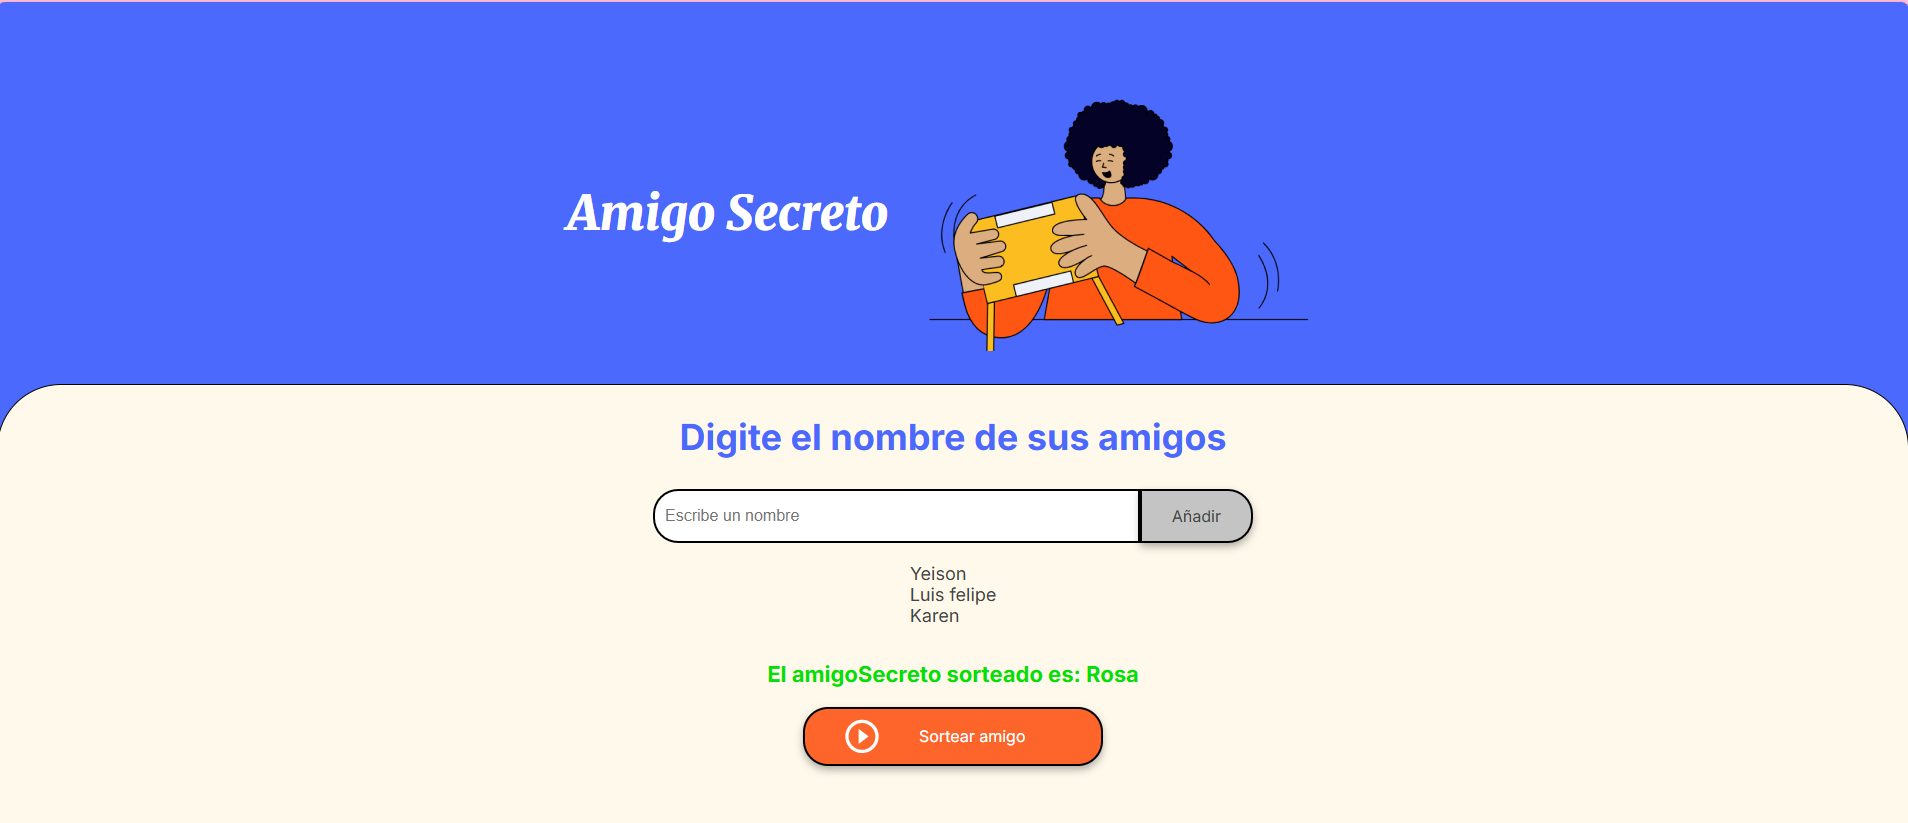 Amigo Secreto
Digite el nombre de sus amigos
Escribe un nombre
Añadir
Yeison
Luis felipe
Karen
El amigoSecreto sorteado es: Rosa
Sortear amigo